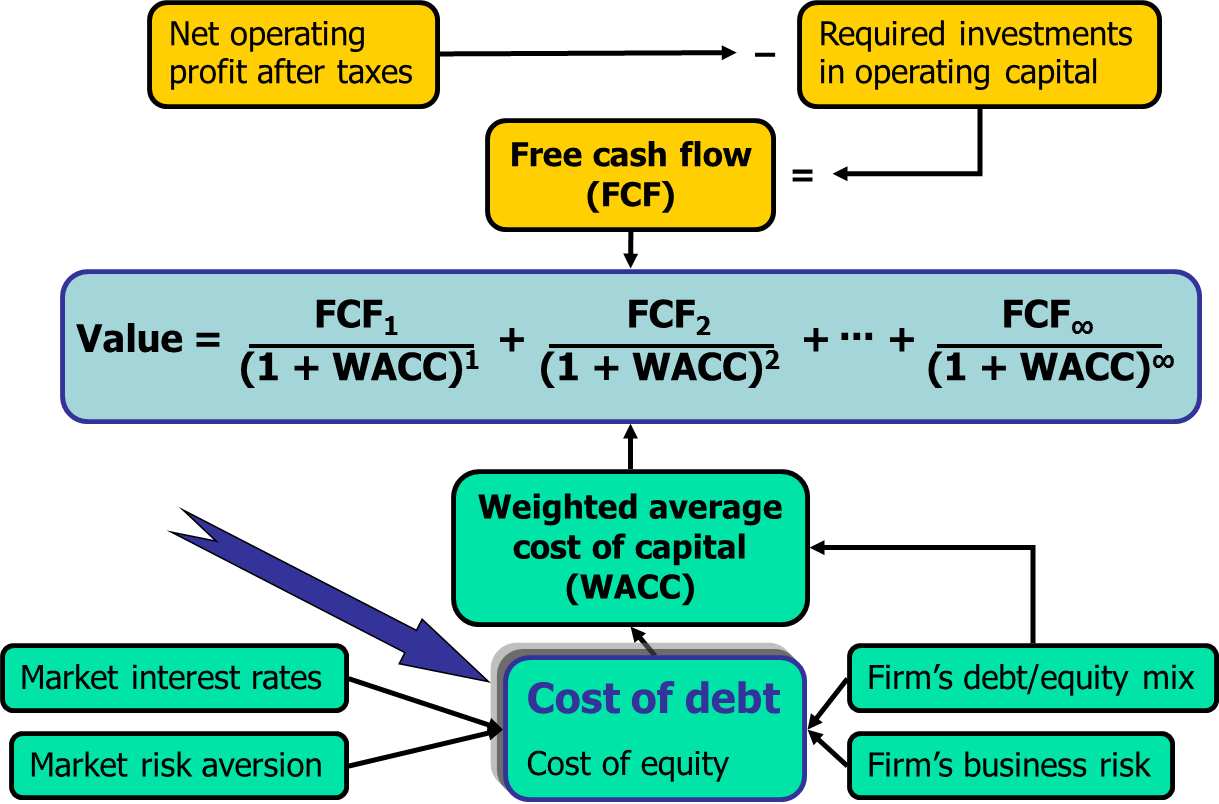 Net operating
profit after taxes
−
Required investments
in operating capital
Free cash flow
(FCF)
=
Value = FCF₁ / (1 + WACC)¹ + FCF₂ / (1 + WACC)² + ··· + FCF∞ / (1 + WACC)^∞
Weighted average
cost of capital
(WACC)
Market interest rates
Market risk aversion
Cost of debt
Cost of equity
Firm’s debt/equity mix
Firm’s business risk